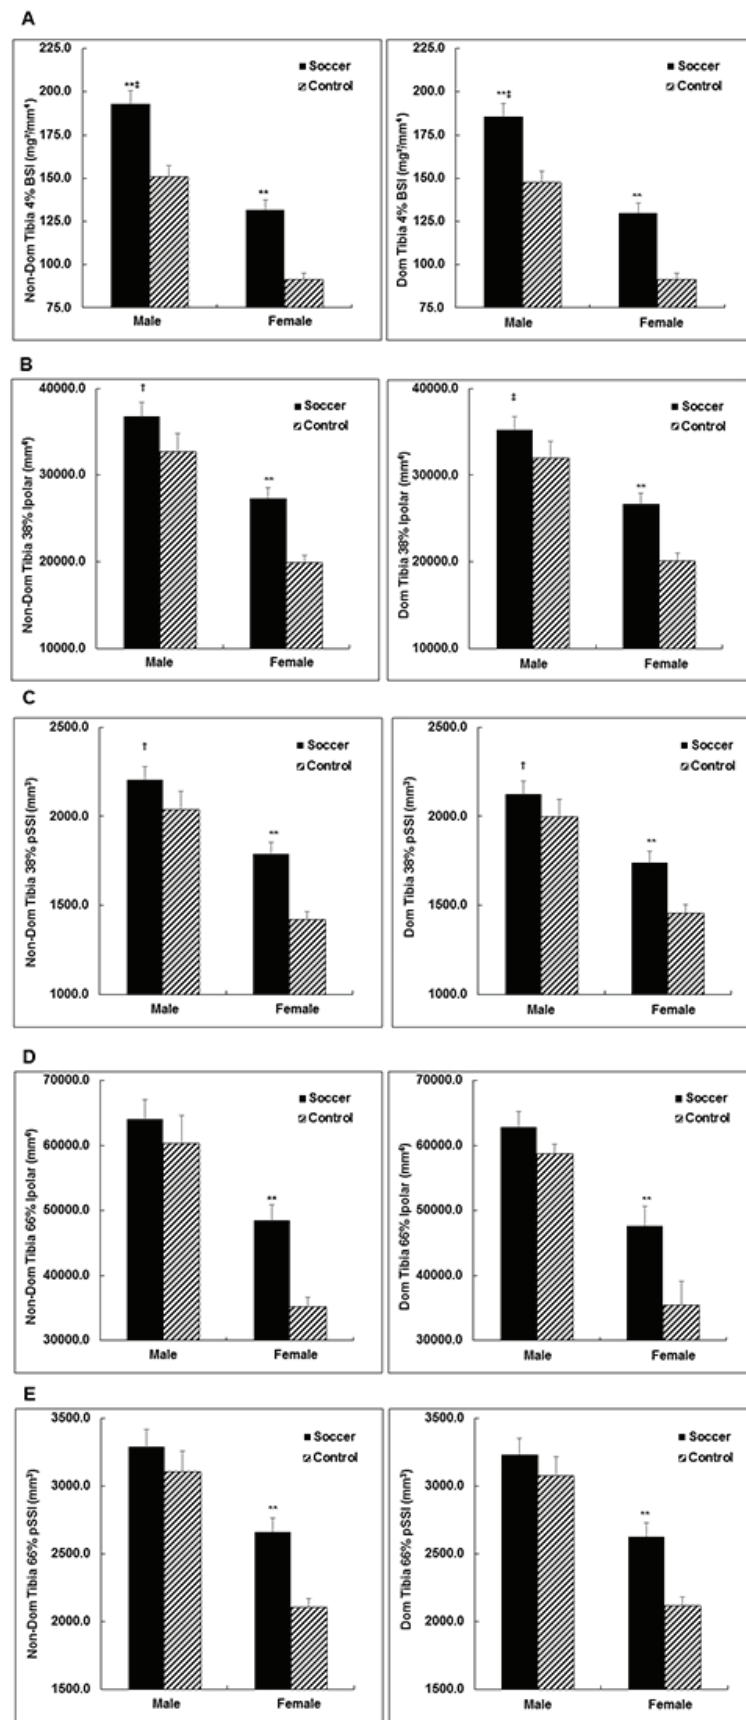 A
Non-Dom Tibia 4% BSI (mg²/mm⁴)
225.0
200.0
175.0
150.0
125.0
100.0
75.0
**‡
**
Soccer
Control
Male Female
Dom Tibia 4% BSI (mg²/mm⁴)
225.0
200.0
175.0
150.0
125.0
100.0
75.0
**‡
**
Soccer
Control
Male Female
B
Non-Dom Tibia 38% Ipolar (mm⁴)
40000.0
30000.0
20000.0
10000.0
†
**
Soccer
Control
Male Female
Dom Tibia 38% Ipolar (mm⁴)
40000.0
30000.0
20000.0
10000.0
‡
**
Soccer
Control
Male Female
C
Non-Dom Tibia 38% pSSI (mm³)
2500.0
2000.0
1500.0
1000.0
†
**
Soccer
Control
Male Female
Dom Tibia 38% pSSI (mm³)
2500.0
2000.0
1500.0
1000.0
†
**
Soccer
Control
Male Female
D
Non-Dom Tibia 66% Ipolar (mm⁴)
70000.0
60000.0
50000.0
40000.0
30000.0
**
Soccer
Control
Male Female
Dom Tibia 66% Ipolar (mm⁴)
70000.0
60000.0
50000.0
40000.0
30000.0
**
Soccer
Control
Male Female
E
Non-Dom Tibia 66% pSSI (mm³)
3500.0
3000.0
2500.0
2000.0
1500.0
**
Soccer
Control
Male Female
Dom Tibia 66% pSSI (mm³)
3500.0
3000.0
2500.0
2000.0
1500.0
**
Soccer
Control
Male Female